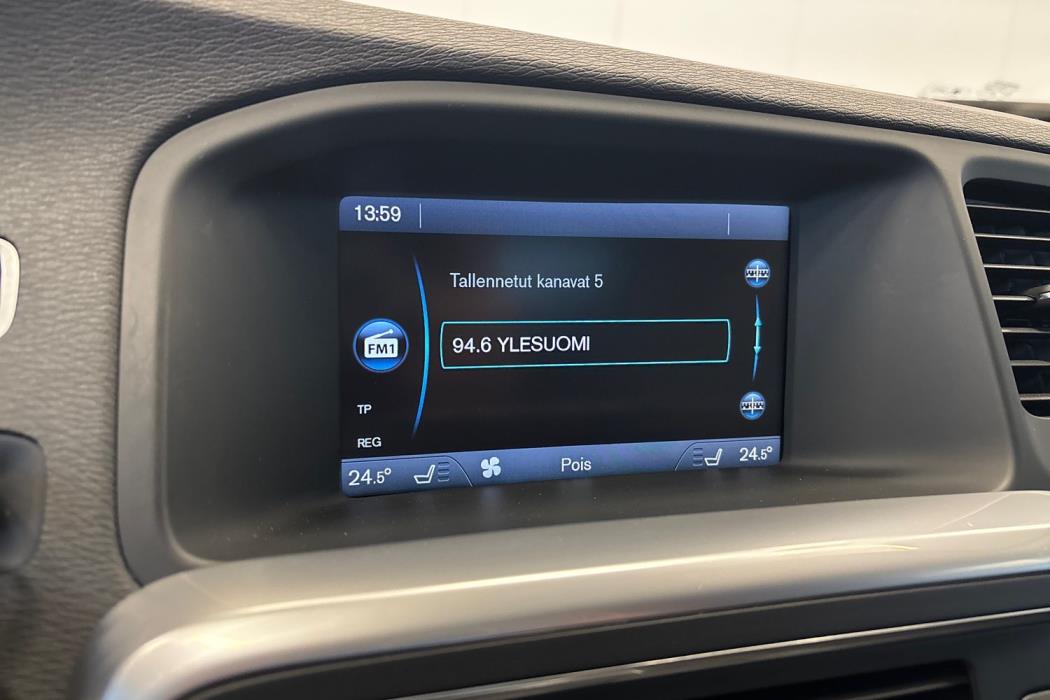 13:59
Tallennetut kanavat 5
FM1
94.6 YLESUOMI
TP
REG
24.5° Pois 24.5°